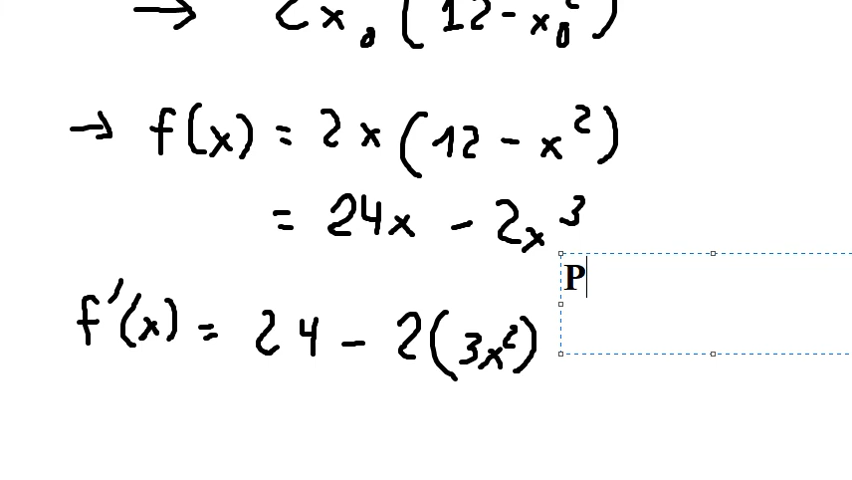 → 2x₀(12 - x₀²)
→ f(x) = 2x(12 - x²)
= 24x - 2x³
P
f'(x) = 24 - 2(3x²)